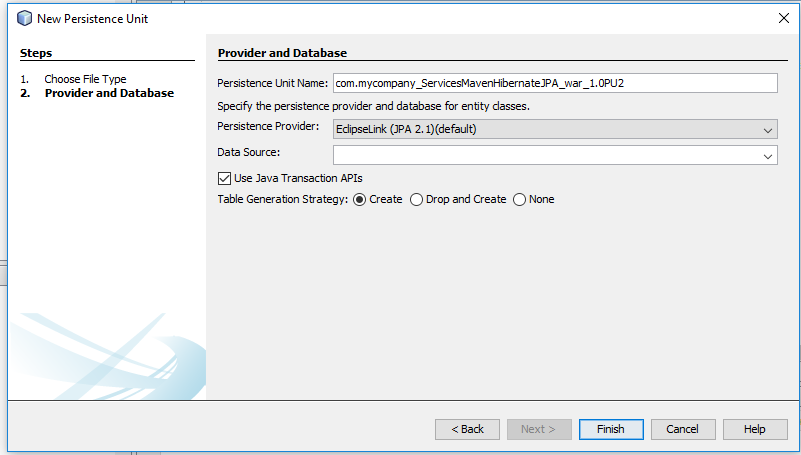 New Persistence Unit
Steps
1. Choose File Type
2. Provider and Database
Provider and Database
Persistence Unit Name: com.mycompany_ServicesMavenHibernateJPA_war_1.0PU2
Specify the persistence provider and database for entity classes.
Persistence Provider: EclipseLink (JPA 2.1)(default)
Data Source:
Use Java Transaction APIs
Table Generation Strategy: Create Drop and Create None
< Back Next > Finish Cancel Help